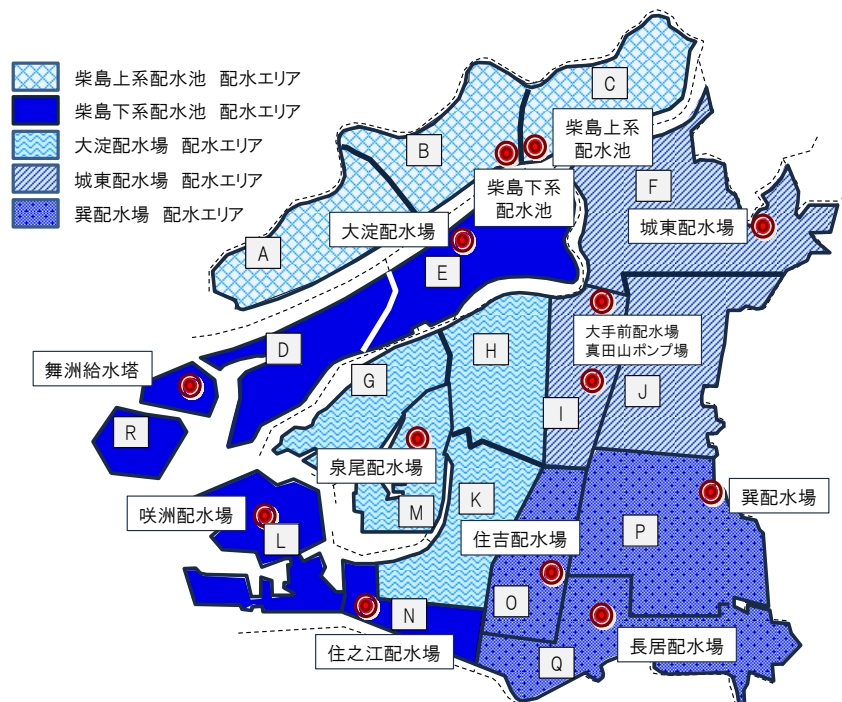 柴島上系配水池 配水エリア
柴島下系配水池 配水エリア
大淀配水場 配水エリア
城東配水場 配水エリア
巽配水場 配水エリア
C
柴島上系
配水池
B
F
柴島下系
配水池
大淀配水場
城東配水場
A
E
大手前配水場
真田山ポンプ場
D
H
舞洲給水塔
G
I
J
R
泉尾配水場
K
咲洲配水場
M
巽配水場
L
住吉配水場
P
O
N
住之江配水場
Q
長居配水場